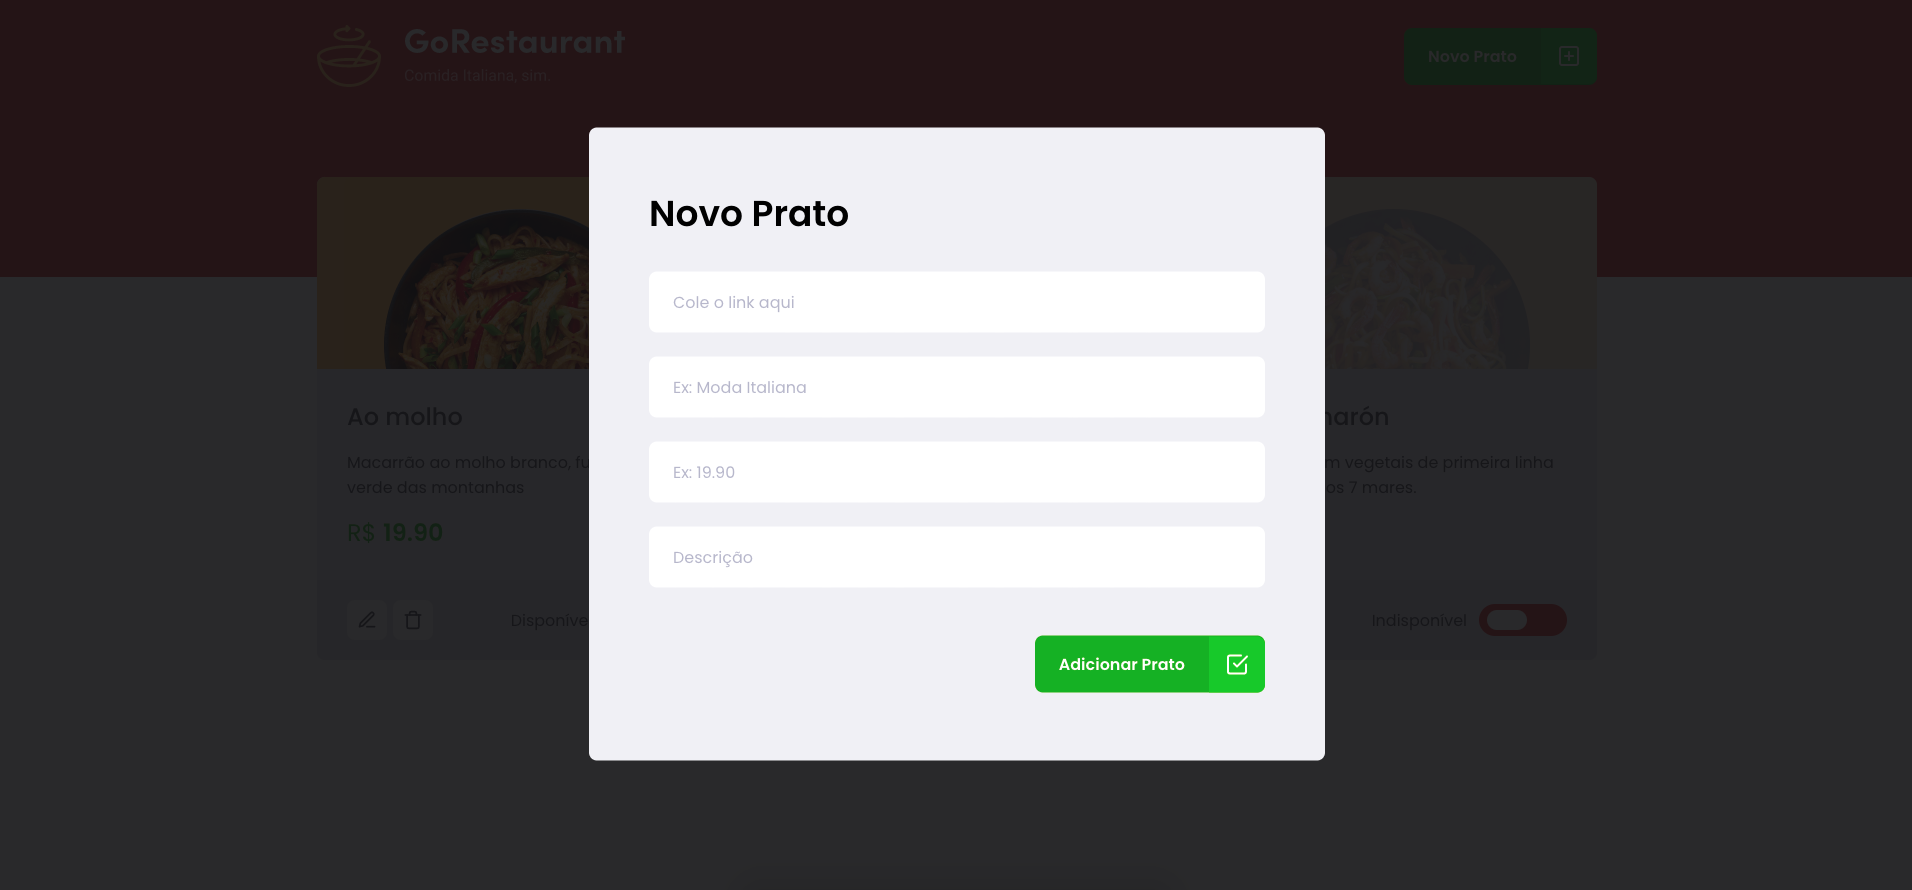 GoRestaurant
Comida Italiana, sim.
Novo Prato
Novo Prato
Cole o link aqui
Ex: Moda Italiana
Ex: 19.90
Descrição
Adicionar Prato
Ao molho
Macarrão ao molho branco, fu
verde das montanhas
R$ 19.90
Disponíve
narón
m vegetais de primeira linha
os 7 mares.
Indisponível